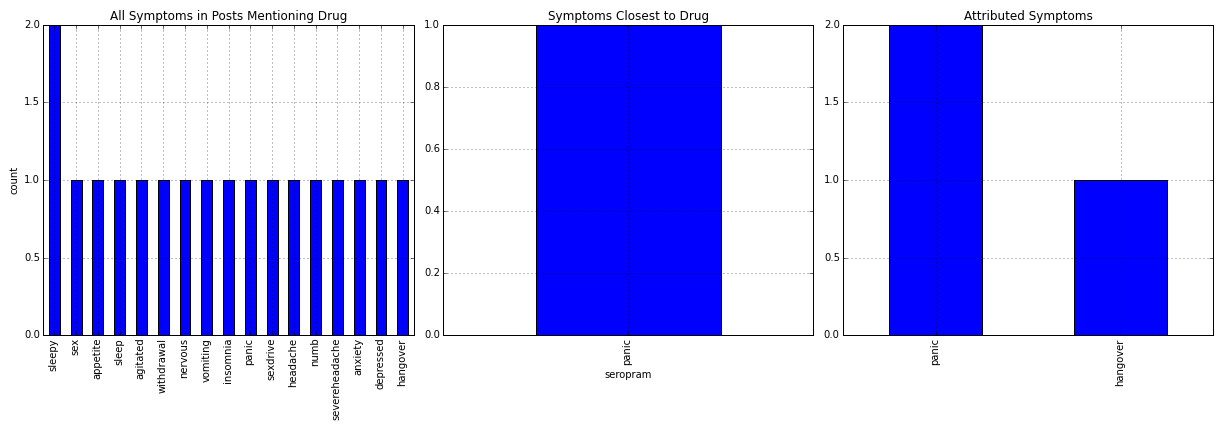 All Symptoms in Posts Mentioning Drug
count
2.0
1.5
1.0
0.5
0.0
sleepy
sex
appetite
sleep
agitated
withdrawal
nervous
vomiting
insomnia
panic
sexdrive
headache
numb
severeheadache
anxiety
depressed
hangover
Symptoms Closest to Drug
1.0
0.8
0.6
0.4
0.2
0.0
panic
seropram
Attributed Symptoms
2.0
1.5
1.0
0.5
0.0
panic
hangover